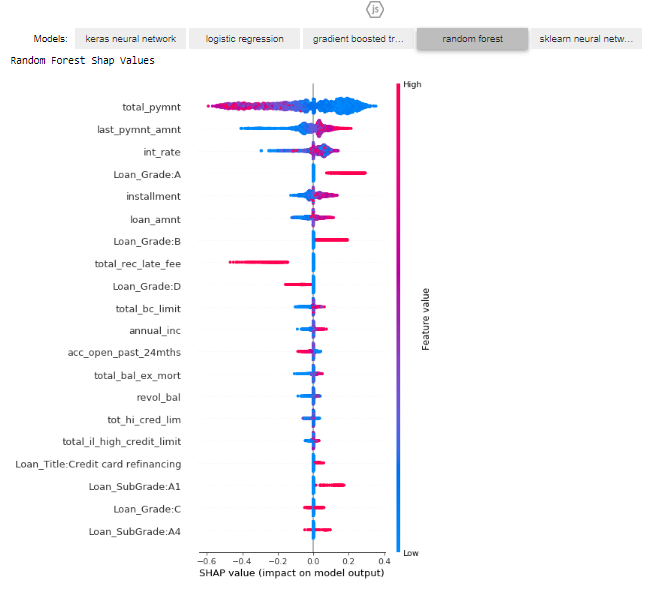 js
Models: keras neural network logistic regression gradient boosted tr... random forest sklearn neural netw...
Random Forest Shap Values
High
total_pymnt
last_pymnt_amnt
int_rate
Loan_Grade:A
installment
loan_amnt
Loan_Grade:B
total_rec_late_fee
Loan_Grade:D
total_bc_limit
annual_inc
acc_open_past_24mths
total_bal_ex_mort
revol_bal
tot_hi_cred_lim
total_il_high_credit_limit
Loan_Title:Credit card refinancing
Loan_SubGrade:A1
Loan_Grade:C
Loan_SubGrade:A4
Feature value
Low
−0.6 −0.4 −0.2 0.0 0.2 0.4
SHAP value (impact on model output)